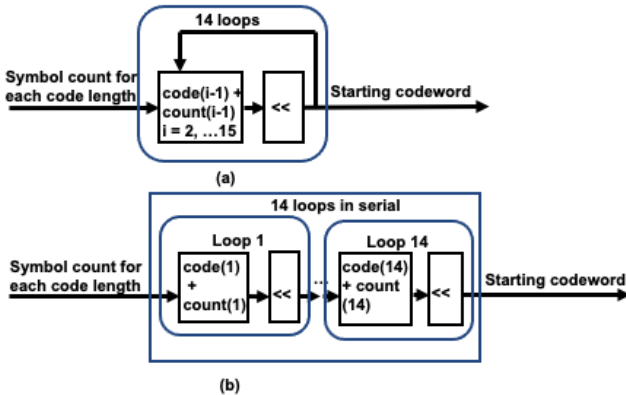 14 loops
Symbol count for
each code length
code(i-1) +
count(i-1)
i = 2, ...15
<<
Starting codeword
(a)
14 loops in serial
Loop 1
Loop 14
Symbol count for
each code length
code(1)
+
count(1)
<<
...
code(14)
+ count
(14)
<<
Starting codeword
(b)